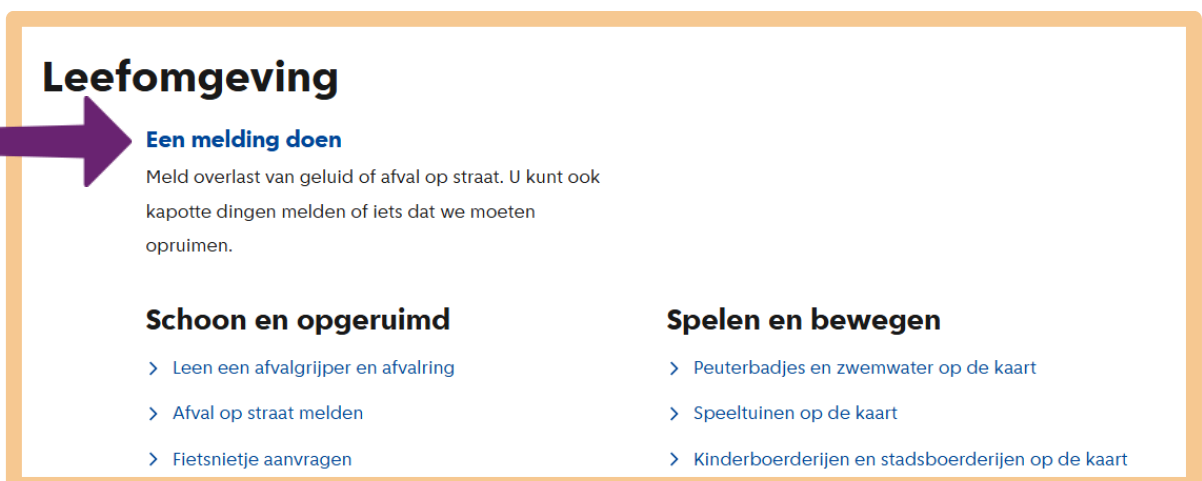 Leefomgeving
Een melding doen
Meld overlast van geluid of afval op straat. U kunt ook
kapotte dingen melden of iets dat we moeten
opruimen.
Schoon en opgeruimd
Leen een afvalgrijper en afvalring
Afval op straat melden
Fietsnietje aanvragen
Spelen en bewegen
Peuterbadjes en zwemwater op de kaart
Speeltuinen op de kaart
Kinderboerderijen en stadsboerderijen op de kaart